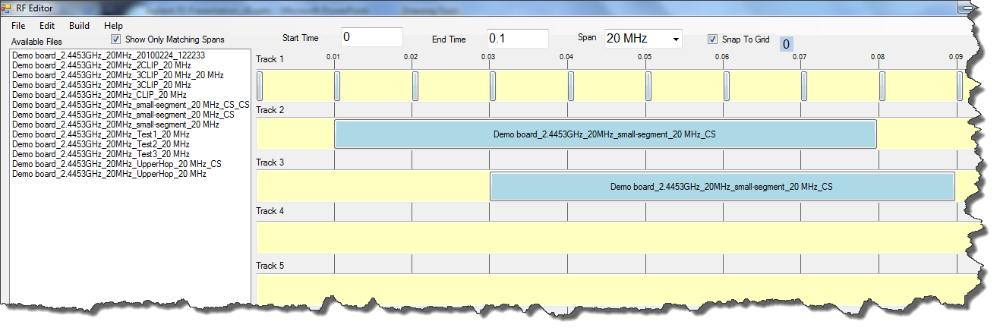 RF Editor
File Edit Build Help
Available Files
Show Only Matching Spans
Start Time 0
End Time 0.1
Span 20 MHz
Snap To Grid 0
Demo board_2.4453GHz_20MHz_20100224_122233
Demo board_2.4453GHz_20MHz_2CLIP_20 MHz
Demo board_2.4453GHz_20MHz_3CLIP_20 MHz_20 MHz
Demo board_2.4453GHz_20MHz_3CLIP_20 MHz
Demo board_2.4453GHz_20MHz_CLIP_20 MHz
Demo board_2.4453GHz_20MHz_small-segment_20 MHz_CS_CS
Demo board_2.4453GHz_20MHz_small-segment_20 MHz_CS
Demo board_2.4453GHz_20MHz_small-segment_20 MHz
Demo board_2.4453GHz_20MHz_Test1_20 MHz
Demo board_2.4453GHz_20MHz_Test2_20 MHz
Demo board_2.4453GHz_20MHz_Test3_20 MHz
Demo board_2.4453GHz_20MHz_UpperHop_20 MHz_CS
Demo board_2.4453GHz_20MHz_UpperHop_20 MHz
0.01 0.02 0.03 0.04 0.05 0.06 0.07 0.08 0.09
Track 1
Track 2
Demo board_2.4453GHz_20MHz_small-segment_20 MHz_CS
Track 3
Demo board_2.4453GHz_20MHz_small-segment_20 MHz_CS
Track 4
Track 5